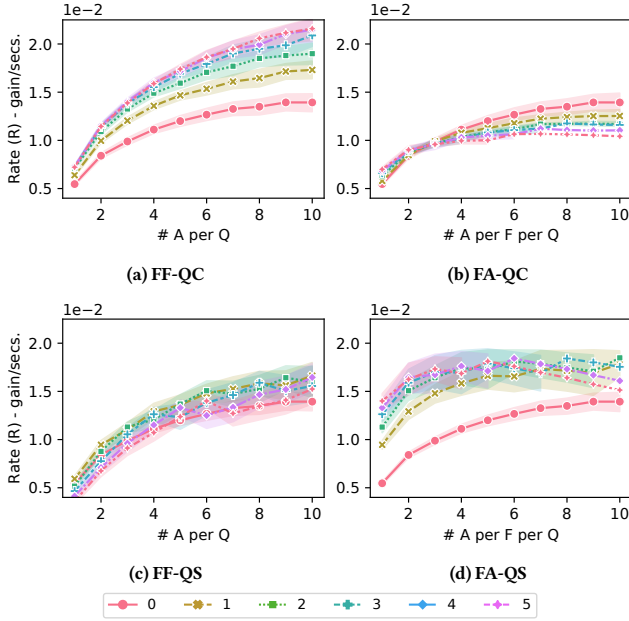 1e−2
1e−2
Rate (R) - gain/secs.
2.0
1.5
1.0
0.5
2 4 6 8 10
# A per Q
2.0
1.5
1.0
0.5
2 4 6 8 10
# A per F per Q
(a) FF-QC
(b) FA-QC
1e−2
1e−2
Rate (R) - gain/secs.
2.0
1.5
1.0
0.5
2 4 6 8 10
# A per Q
2.0
1.5
1.0
0.5
2 4 6 8 10
# A per F per Q
(c) FF-QS
(d) FA-QS
0 1 2 3 4 5